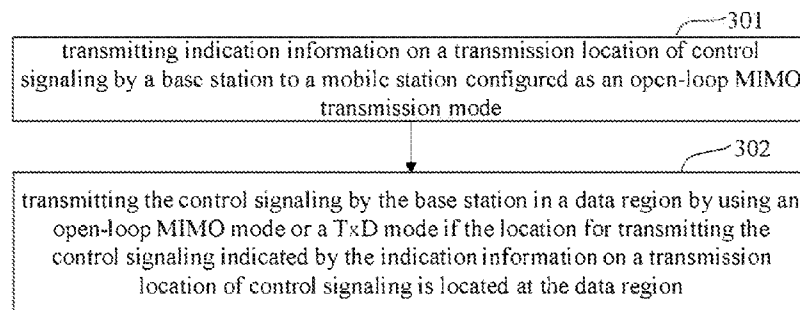 301
transmitting indication information on a transmission location of control
signaling by a base station to a mobile station configured as an open-loop MIMO
transmission mode
302
transmitting the control signaling by the base station in a data region by using an
open-loop MIMO mode or a TxD mode if the location for transmitting the
control signaling indicated by the indication information on a transmission
location of control signaling is located at the data region